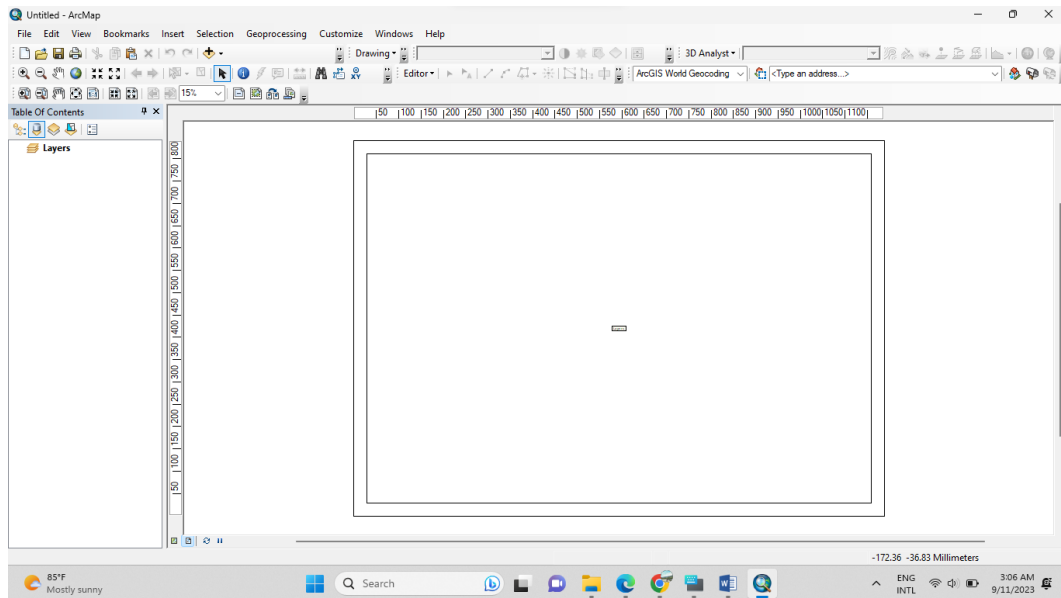 Untitled - ArcMap
File Edit View Bookmarks Insert Selection Geoprocessing Customize Windows Help
Drawing 3D Analyst
Editor ArcGIS World Geocoding <Type an address...>
15%
Table Of Contents
Layers
|50 |100 |150 |200 |250 |300 |350 |400 |450 |500 |550 |600 |650 |700 |750 |800 |850 |900 |950 |1000|1050|1100|
|50 |100 |150 |200 |250 |300 |350 |400 |450 |500 |550 |600 |650 |700 |750 |800
-172.36 -36.83 Millimeters
85°F
Mostly sunny
Search
ENG
INTL
3:06 AM
9/11/2023